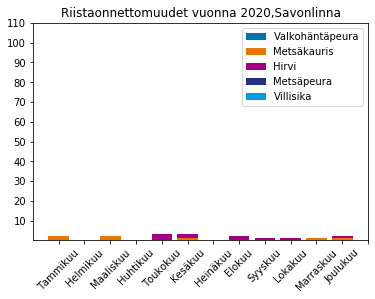 Riistaonnettomuudet vuonna 2020,Savonlinna
110
100
90
80
70
60
50
40
30
20
10
Valkohäntäpeura
Metsäkauris
Hirvi
Metsäpeura
Villisika
Tammikuu
Helmikuu
Maaliskuu
Huhtikuu
Toukokuu
Kesäkuu
Heinäkuu
Elokuu
Syyskuu
Lokakuu
Marraskuu
Joulukuu